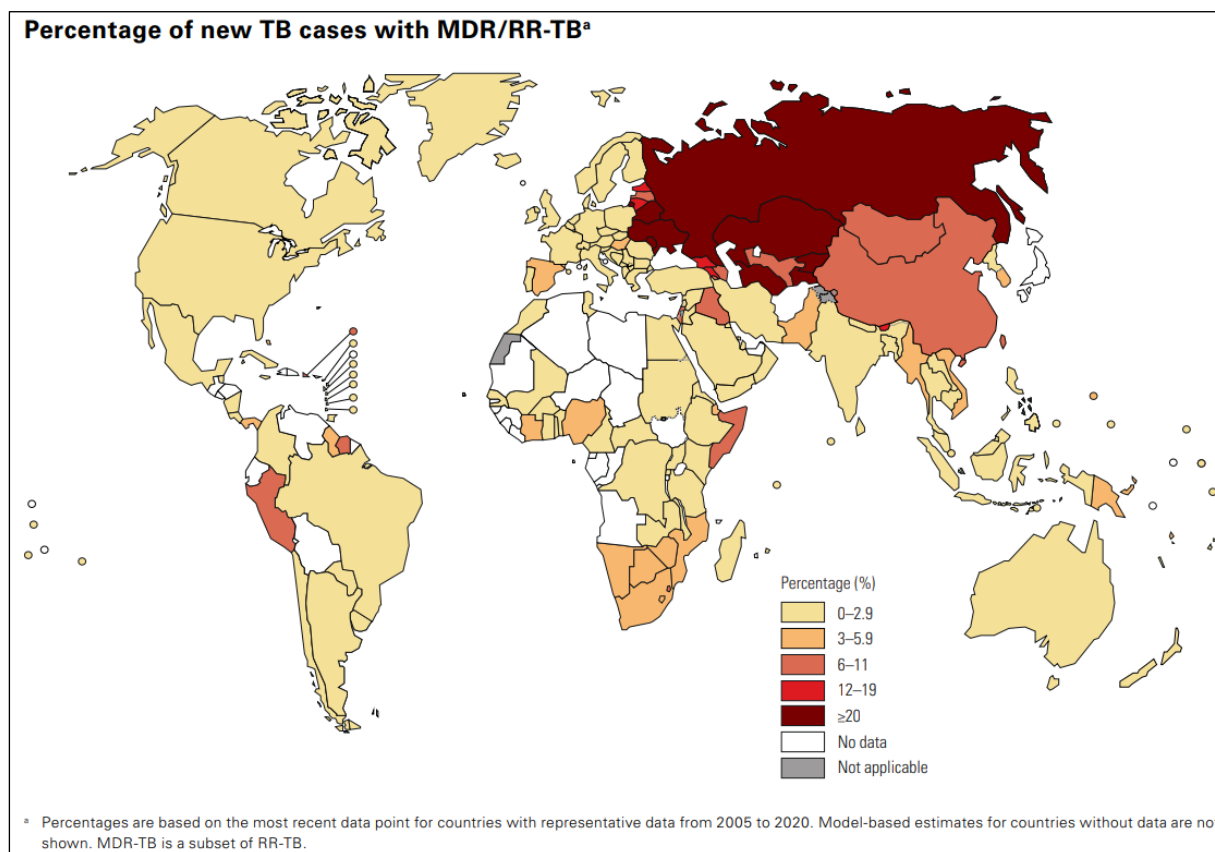 Percentage of new TB cases with MDR/RR-TBᵃ
Percentage (%)
0–2.9
3–5.9
6–11
12–19
≥20
No data
Not applicable
ᵃ Percentages are based on the most recent data point for countries with representative data from 2005 to 2020. Model-based estimates for countries without data are not
shown. MDR-TB is a subset of RR-TB.